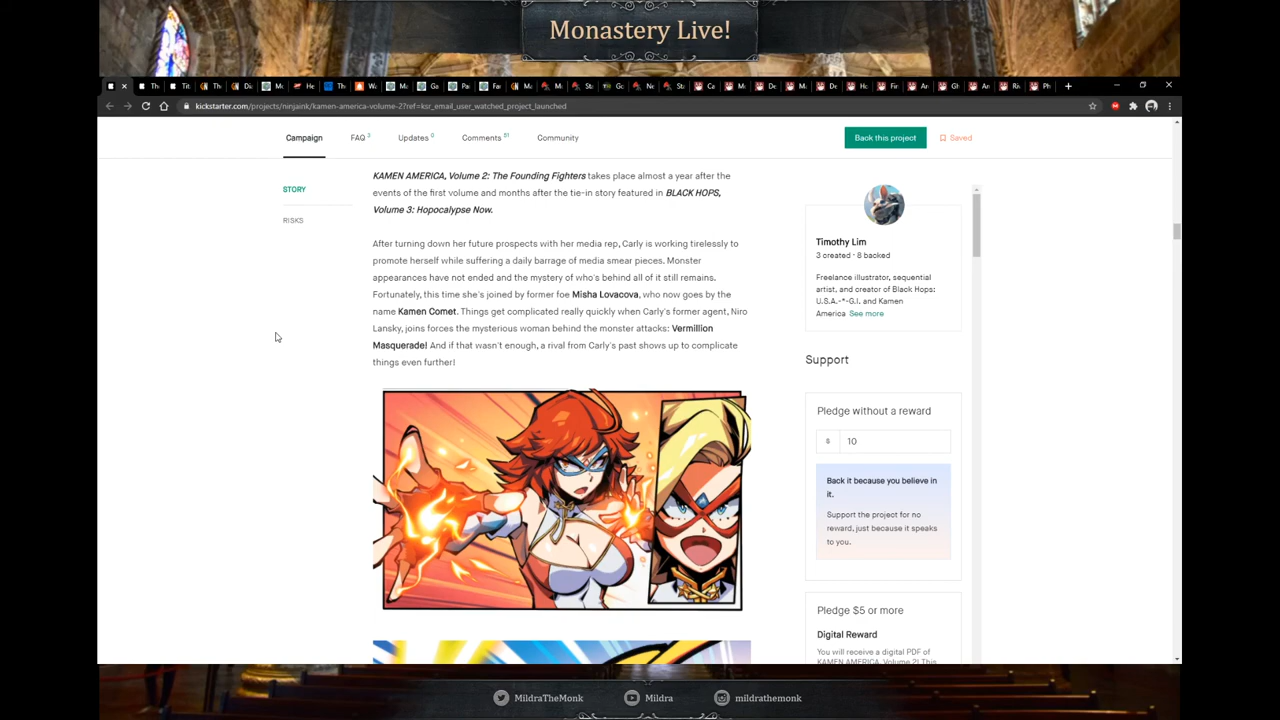 Monastery Live!
kickstarter.com/projects/ninjaink/kamen-america-volume-2?ref=ksr_email_user_watched_project_launched
Campaign
FAQ 3
Updates 0
Comments 51
Community
Back this project
Saved
STORY
RISKS
KAMEN AMERICA, Volume 2: The Founding Fighters takes place almost a year after the
events of the first volume and months after the tie-in story featured in BLACK HOPS,
Volume 3: Hopocalypse Now.
After turning down her future prospects with her media rep, Carly is working tirelessly to
promote herself while suffering a daily barrage of media smear pieces. Monster
appearances have not ended and the mystery of who's behind all of it still remains.
Fortunately, this time she's joined by former foe Misha Lovacova, who now goes by the
name Kamen Comet. Things get complicated really quickly when Carly's former agent, Niro
Lansky, joins forces the mysterious woman behind the monster attacks: Vermillion
Masquerade! And if that wasn't enough, a rival from Carly's past shows up to complicate
things even further!
Timothy Lim
3 created · 8 backed
Freelance illustrator, sequential
artist, and creator of Black Hops:
U.S.A.-*-G.I. and Kamen
America See more
Support
Pledge without a reward
$ 10
Back it because you believe in
it.
Support the project for no
reward, just because it speaks
to you.
Pledge $5 or more
Digital Reward
You will receive a digital PDF of
KAMEN AMERICA, Volume 2! This
MildraTheMonk
Mildra
mildrathemonk